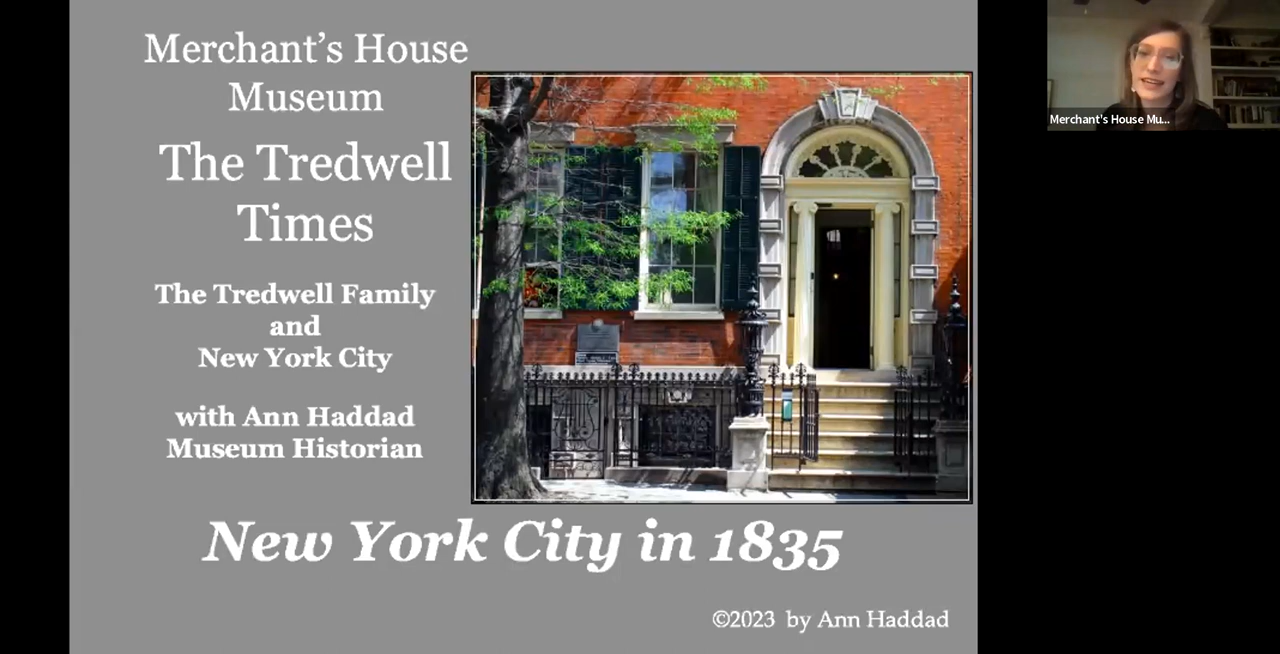 Merchant’s House
Museum
The Tredwell
Times
The Tredwell Family
and
New York City
with Ann Haddad
Museum Historian
New York City in 1835
©2023 by Ann Haddad
Merchant's House Mu...